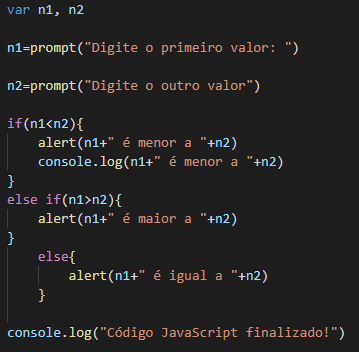 var n1, n2
n1=prompt("Digite o primeiro valor: ")
n2=prompt("Digite o outro valor")
if(n1<n2){
    alert(n1+" é menor a "+n2)
    console.log(n1+" é menor a "+n2)
}
else if(n1>n2){
    alert(n1+" é maior a "+n2)
}
    else{
        alert(n1+" é igual a "+n2)
    }
console.log("Código JavaScript finalizado!")